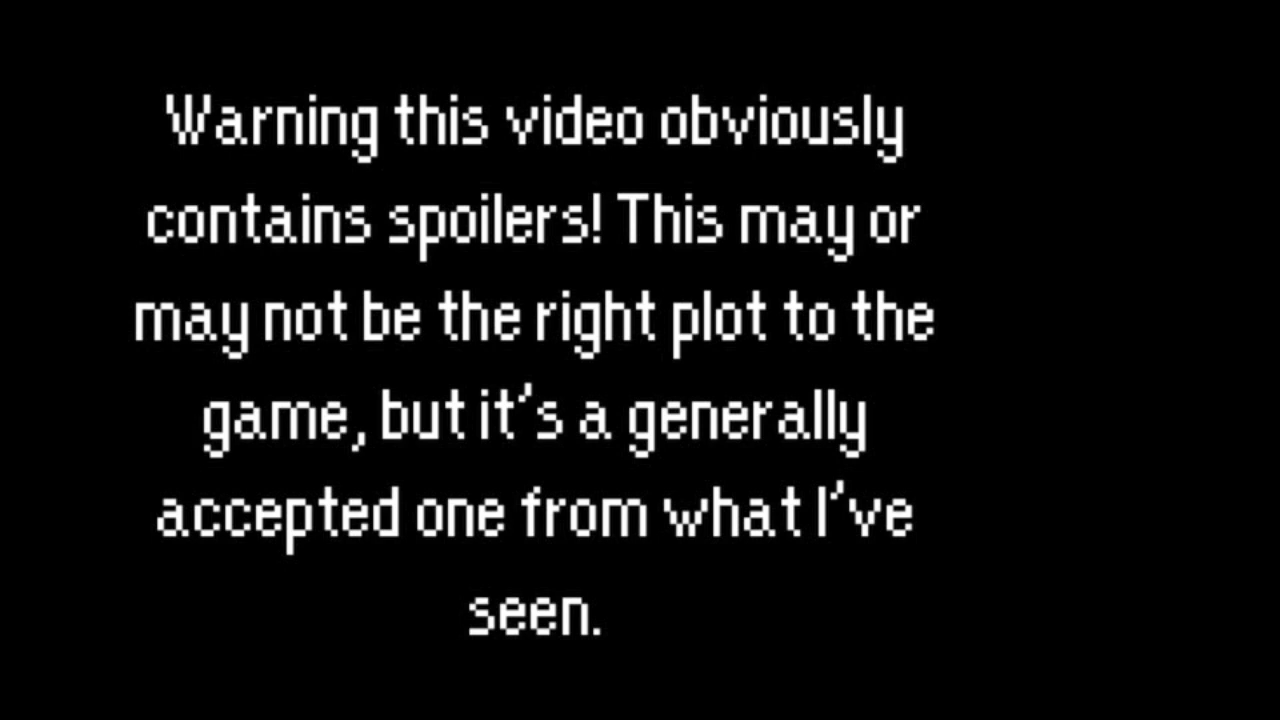 Warning this video obviously
contains spoilers! This may or
may not be the right plot to the
game, but it's a generally
accepted one from what I've
seen.